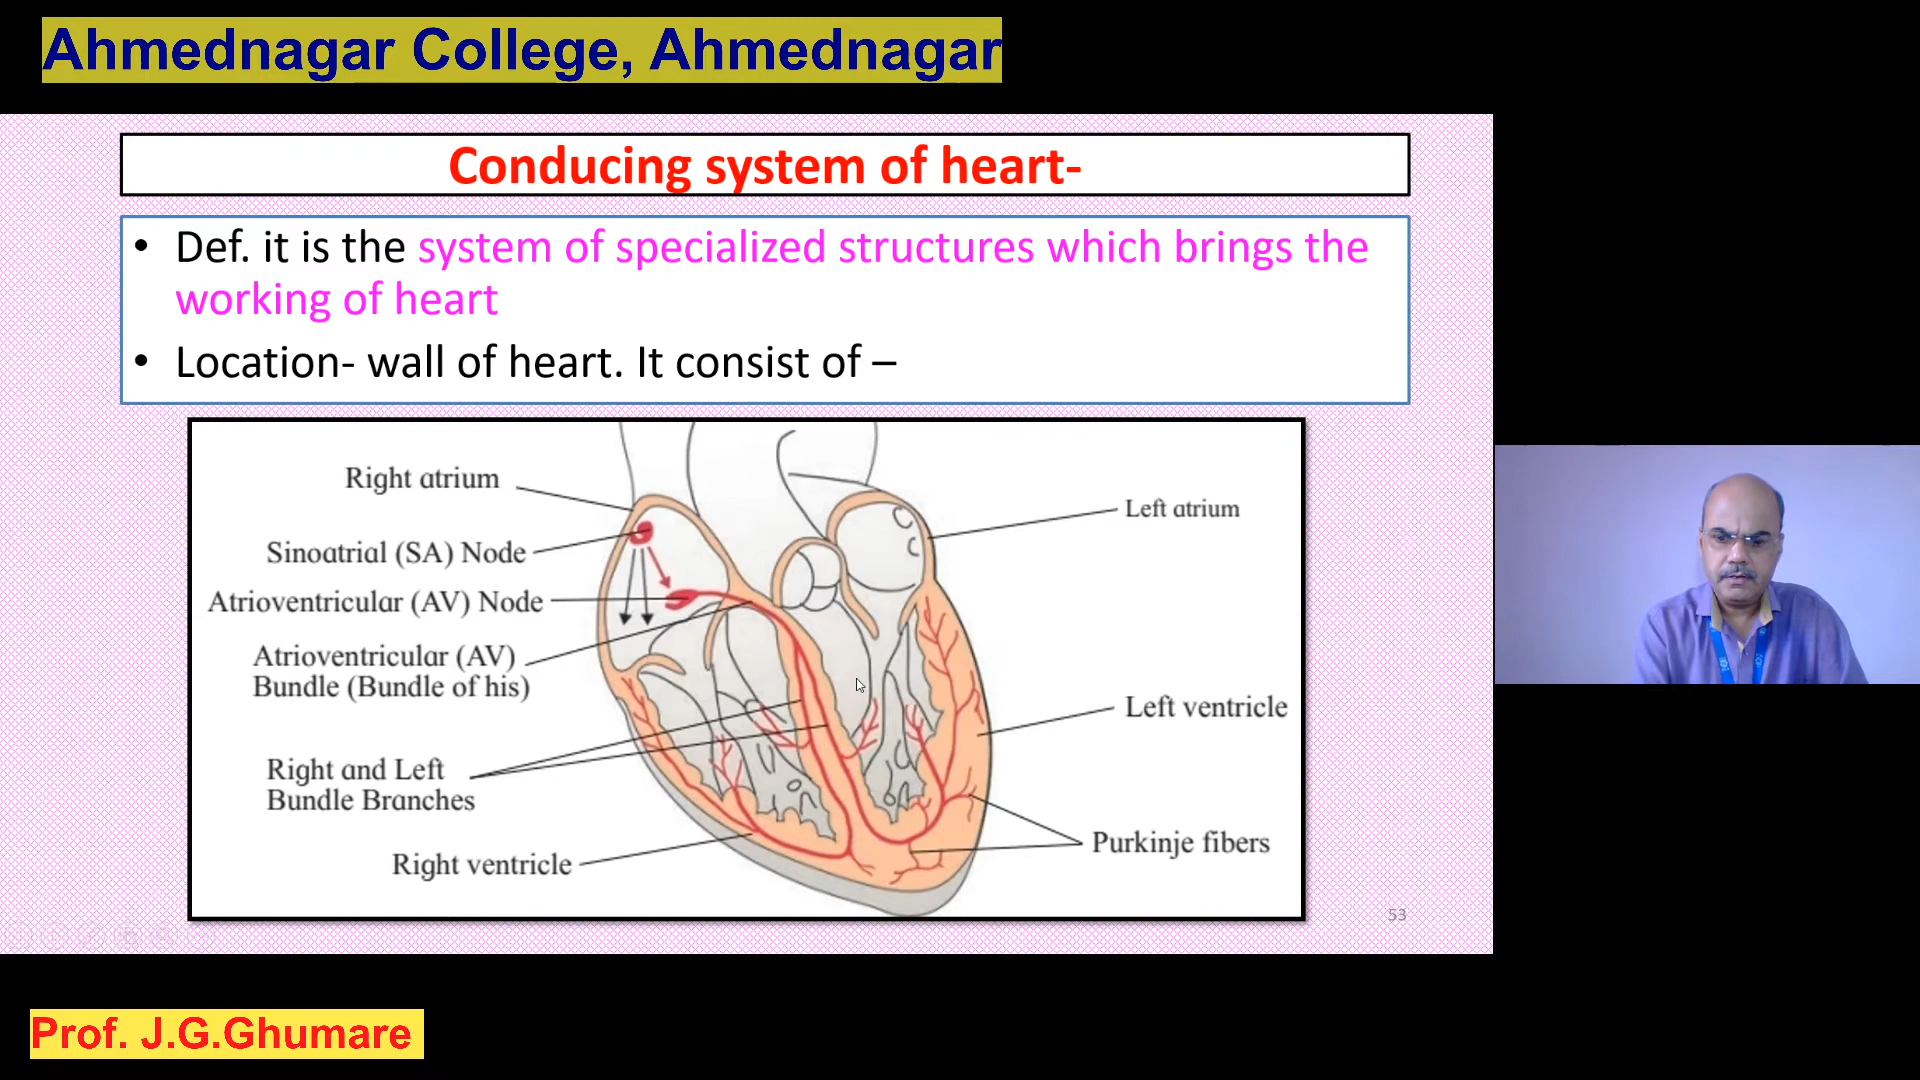 Ahmednagar College, Ahmednagar
Conducing system of heart-
• Def. it is the system of specialized structures which brings the
working of heart
• Location- wall of heart. It consist of –
Right atrium
Left atrium
Sinoatrial (SA) Node
Atrioventricular (AV) Node
Atrioventricular (AV)
Bundle (Bundle of his)
Left ventricle
Right and Left
Bundle Branches
Purkinje fibers
Right ventricle
53
Prof. J.G.Ghumare